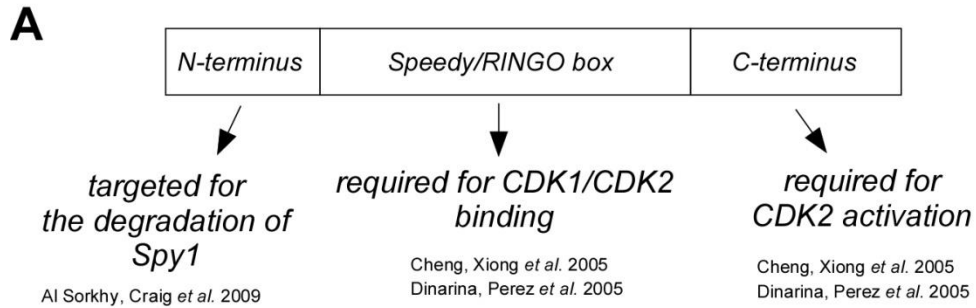 A
N-terminus
Speedy/RINGO box
C-terminus
targeted for
the degradation of
Spy1
Al Sorkhy, Craig et al. 2009
required for CDK1/CDK2
binding
Cheng, Xiong et al. 2005
Dinarina, Perez et al. 2005
required for
CDK2 activation
Cheng, Xiong et al. 2005
Dinarina, Perez et al. 2005